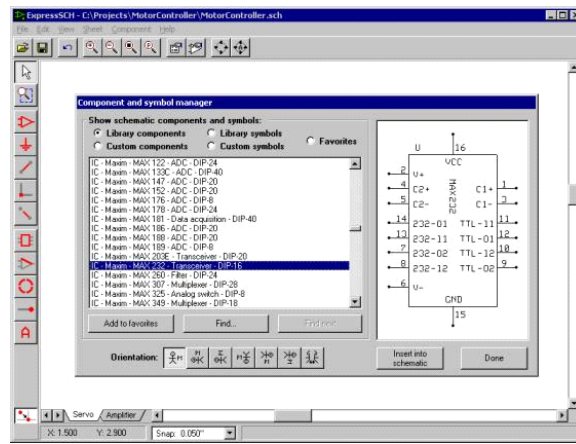 ExpressSCH - C:\Projects\MotorController\MotorController.sch
File Edit View Sheet Component Help
Component and symbol manager
Show schematic components and symbols:
Library components
Library symbols
Favorites
Custom components
Custom symbols
IC - Maxim - MAX 122 - ADC - DIP-24
IC - Maxim - MAX 133C - ADC - DIP-40
IC - Maxim - MAX 147 - ADC - DIP-20
IC - Maxim - MAX 152 - ADC - DIP-20
IC - Maxim - MAX 176 - ADC - DIP-8
IC - Maxim - MAX 178 - ADC - DIP-24
IC - Maxim - MAX 181 - Data acquisition - DIP-40
IC - Maxim - MAX 186 - ADC - DIP-20
IC - Maxim - MAX 188 - ADC - DIP-20
IC - Maxim - MAX 189 - ADC - DIP-8
IC - Maxim - MAX 203E - Transceiver - DIP-20
IC - Maxim - MAX 232 - Transceiver - DIP-16
IC - Maxim - MAX 260 - Filter - DIP-24
IC - Maxim - MAX 307 - Multiplexer - DIP-28
IC - Maxim - MAX 325 - Analog switch - DIP-8
IC - Maxim - MAX 349 - Multiplexer - DIP-18
Add to favorites
Find...
Find next
Orientation:
Insert into
schematic
Done
U 16
VCC
MAX232
2 V+
4 C2+ C1+ 1
5 C2- C1- 3
14 232-O1 TTL-I1 11
13 232-I1 TTL-O1 12
7 232-O2 TTL-I2 10
8 232-I2 TTL-O2 9
6 V-
GND
15
Servo Amplifier
X: 1.500 Y: 2.900 Snap: 0.050"